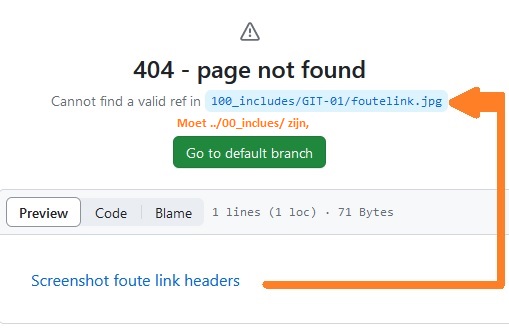 404 - page not found
Cannot find a valid ref in 100_includes/GIT-01/foutelink.jpg
Moet ../00_inclues/ zijn,
Go to default branch
Preview Code Blame 1 lines (1 loc) · 71 Bytes
Screenshot foute link headers